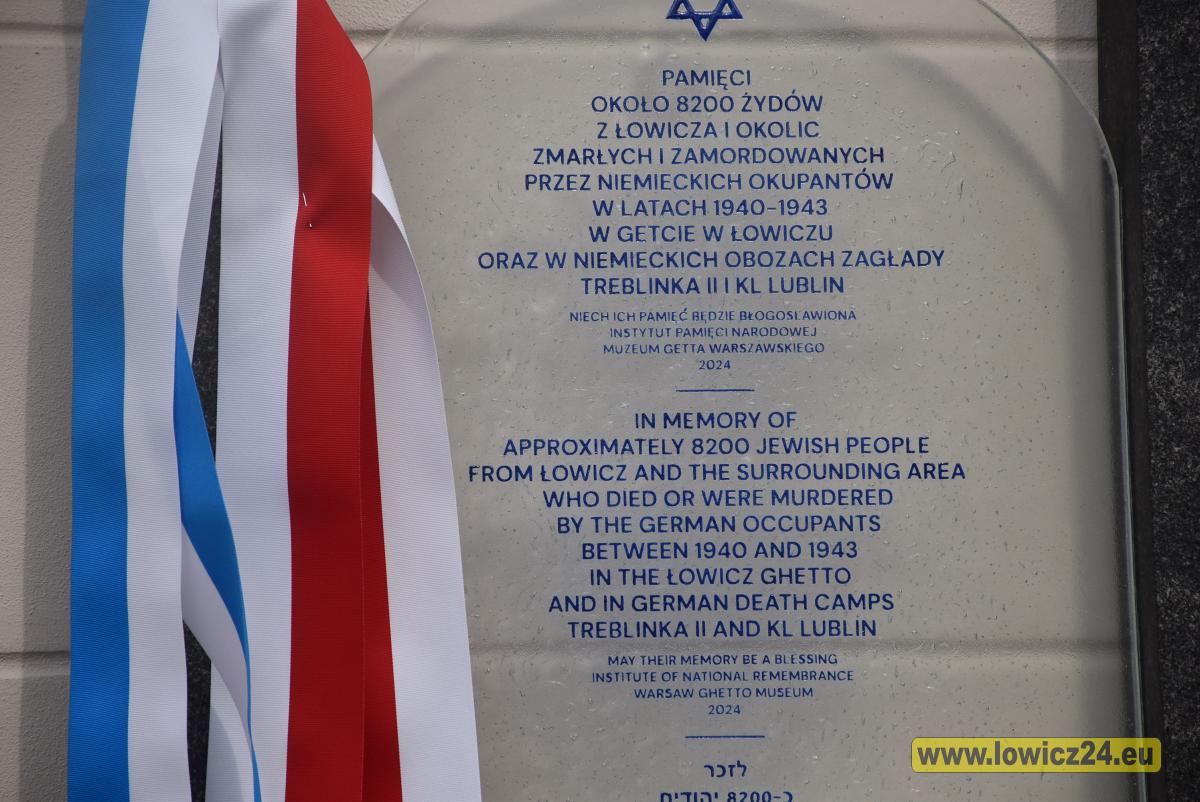 PAMIĘCI
OKOŁO 8200 ŻYDÓW
Z ŁOWICZA I OKOLIC
ZMARŁYCH I ZAMORDOWANYCH
PRZEZ NIEMIECKICH OKUPANTÓW
W LATACH 1940-1943
W GETCIE W ŁOWICZU
ORAZ W NIEMIECKICH OBOZACH ZAGŁADY
TREBLINKA II I KL LUBLIN
NIECH ICH PAMIĘĆ BĘDZIE BŁOGOSŁAWIONA
INSTYTUT PAMIĘCI NARODOWEJ
MUZEUM GETTA WARSZAWSKIEGO
2024
IN MEMORY OF
APPROXIMATELY 8200 JEWISH PEOPLE
FROM ŁOWICZ AND THE SURROUNDING AREA
WHO DIED OR WERE MURDERED
BY THE GERMAN OCCUPANTS
BETWEEN 1940 AND 1943
IN THE ŁOWICZ GHETTO
AND IN GERMAN DEATH CAMPS
TREBLINKA II AND KL LUBLIN
MAY THEIR MEMORY BE A BLESSING
INSTITUTE OF NATIONAL REMEMBRANCE
WARSAW GHETTO MUSEUM
2024
לזכר
כ-8200 יהודים
www.lowicz24.eu